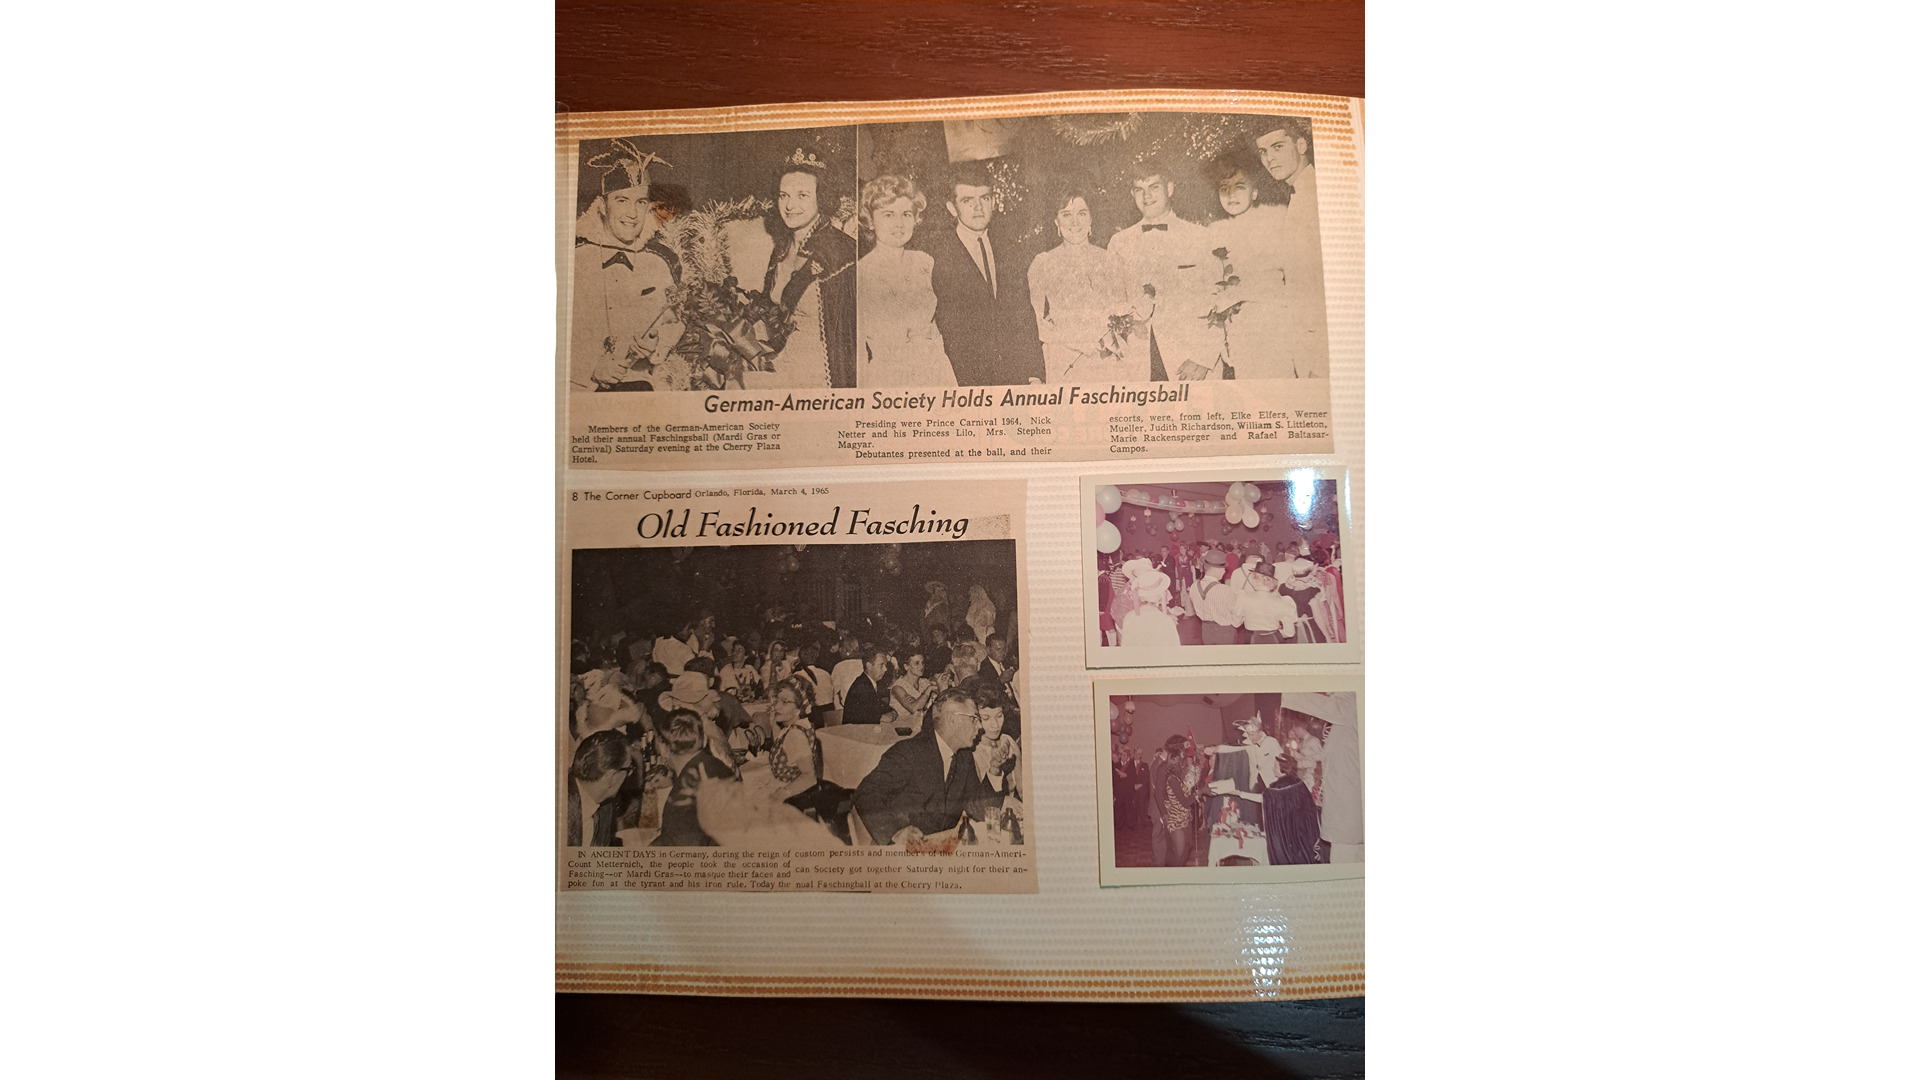 German-American Society Holds Annual Faschingsball
Members of the German-American Society
held their annual Faschingsball (Mardi Gras or
Carnival) Saturday evening at the Cherry Plaza
Hotel.
Presiding were Prince Carnival 1964, Nick
Netter and his Princess Lilo, Mrs. Stephen
Magyar.
Debutantes presented at the ball, and their
escorts, were, from left, Elke Elfers, Werner
Mueller, Judith Richardson, William S. Littleton,
Marie Rackensperger and Rafael Baltasar-
Campos.
8 The Corner Cupboard Orlando, Florida, March 4, 1965
Old Fashioned Fasching
IN ANCIENT DAYS in Germany, during the reign of
Count Metternich, the people took the occasion of
Fasching--or Mardi Gras--to masque their faces and
poke fun at the tyrant and his iron rule. Today the
custom persists and members of the German-Ameri-
can Society got together Saturday night for their an-
nual Faschingball at the Cherry Plaza.